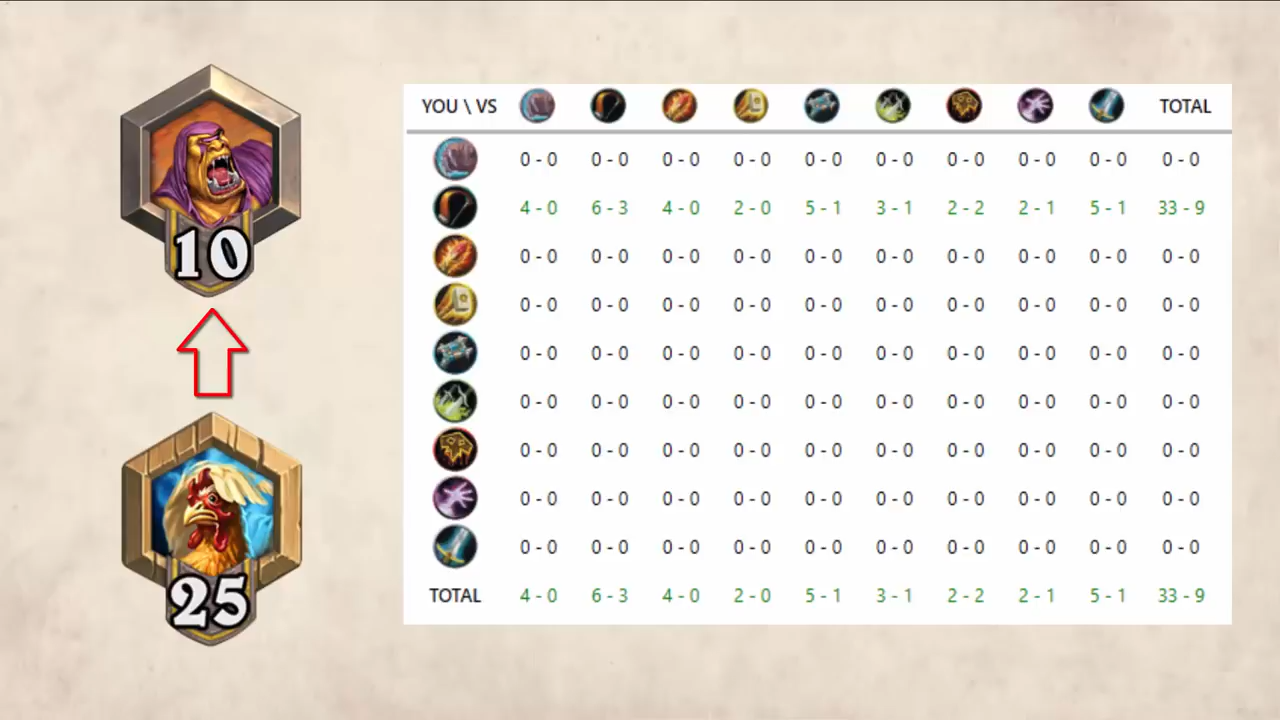 10
25
YOU \ VS TOTAL
0 - 0 0 - 0 0 - 0 0 - 0 0 - 0 0 - 0 0 - 0 0 - 0 0 - 0 0 - 0
4 - 0 6 - 3 4 - 0 2 - 0 5 - 1 3 - 1 2 - 2 2 - 1 5 - 1 33 - 9
0 - 0 0 - 0 0 - 0 0 - 0 0 - 0 0 - 0 0 - 0 0 - 0 0 - 0 0 - 0
0 - 0 0 - 0 0 - 0 0 - 0 0 - 0 0 - 0 0 - 0 0 - 0 0 - 0 0 - 0
0 - 0 0 - 0 0 - 0 0 - 0 0 - 0 0 - 0 0 - 0 0 - 0 0 - 0 0 - 0
0 - 0 0 - 0 0 - 0 0 - 0 0 - 0 0 - 0 0 - 0 0 - 0 0 - 0 0 - 0
0 - 0 0 - 0 0 - 0 0 - 0 0 - 0 0 - 0 0 - 0 0 - 0 0 - 0 0 - 0
0 - 0 0 - 0 0 - 0 0 - 0 0 - 0 0 - 0 0 - 0 0 - 0 0 - 0 0 - 0
0 - 0 0 - 0 0 - 0 0 - 0 0 - 0 0 - 0 0 - 0 0 - 0 0 - 0 0 - 0
TOTAL 4 - 0 6 - 3 4 - 0 2 - 0 5 - 1 3 - 1 2 - 2 2 - 1 5 - 1 33 - 9